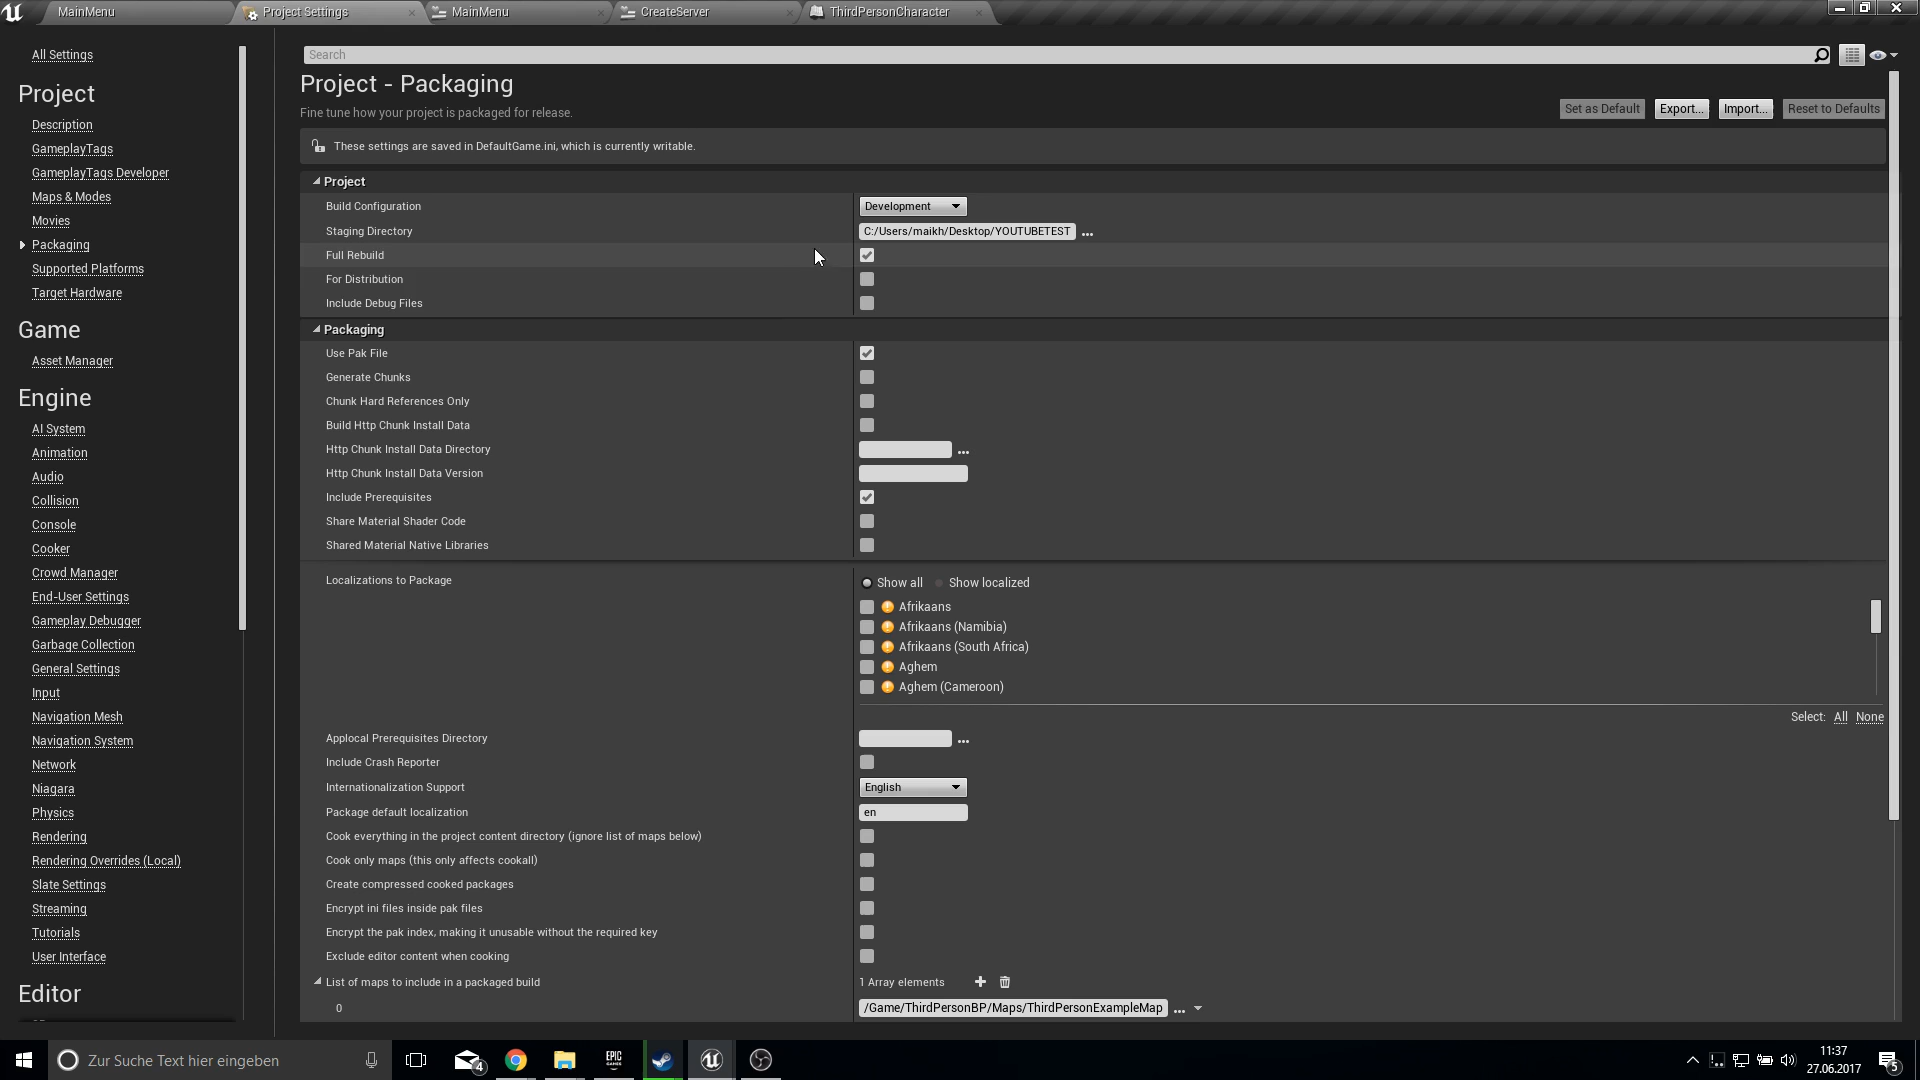 MainMenu
Project Settings
MainMenu
CreateServer
ThirdPersonCharacter
All Settings
Project
Description
GameplayTags
GameplayTags Developer
Maps & Modes
Movies
Packaging
Supported Platforms
Target Hardware
Game
Asset Manager
Engine
AI System
Animation
Audio
Collision
Console
Cooker
Crowd Manager
End-User Settings
Gameplay Debugger
Garbage Collection
General Settings
Input
Navigation Mesh
Navigation System
Network
Niagara
Physics
Rendering
Rendering Overrides (Local)
Slate Settings
Streaming
Tutorials
User Interface
Editor
Search
Project - Packaging
Fine tune how your project is packaged for release.
Set as Default
Export...
Import...
Reset to Defaults
These settings are saved in DefaultGame.ini, which is currently writable.
Project
Build Configuration
Development
Staging Directory
C:/Users/maikh/Desktop/YOUTUBETEST
...
Full Rebuild
For Distribution
Include Debug Files
Packaging
Use Pak File
Generate Chunks
Chunk Hard References Only
Build Http Chunk Install Data
Http Chunk Install Data Directory
...
Http Chunk Install Data Version
Include Prerequisites
Share Material Shader Code
Shared Material Native Libraries
Localizations to Package
Show all
Show localized
Afrikaans
Afrikaans (Namibia)
Afrikaans (South Africa)
Aghem
Aghem (Cameroon)
Select: All None
Applocal Prerequisites Directory
...
Include Crash Reporter
Internationalization Support
English
Package default localization
en
Cook everything in the project content directory (ignore list of maps below)
Cook only maps (this only affects cookall)
Create compressed cooked packages
Encrypt ini files inside pak files
Encrypt the pak index, making it unusable without the required key
Exclude editor content when cooking
List of maps to include in a packaged build
1 Array elements
0
/Game/ThirdPersonBP/Maps/ThirdPersonExampleMap
...
Zur Suche Text hier eingeben
4
EPIC
GAMES
11:37
27.06.2017
5